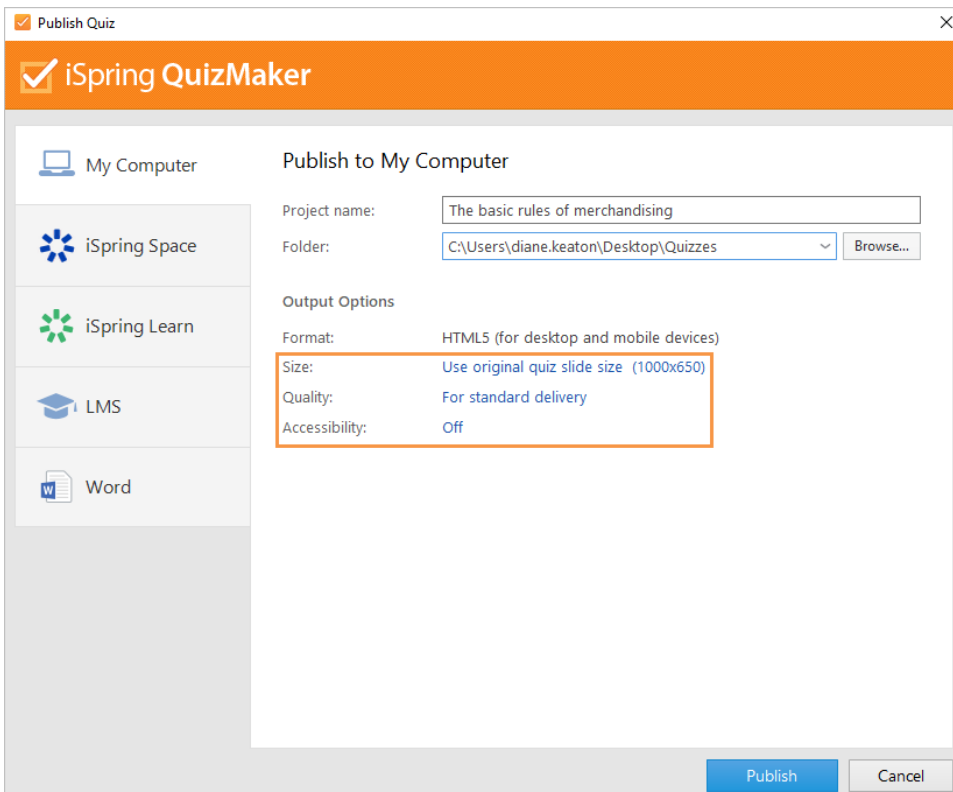 Publish Quiz
iSpring QuizMaker
My Computer
iSpring Space
iSpring Learn
LMS
W
Word
Publish to My Computer
Project name: The basic rules of merchandising
Folder: C:\Users\diane.keaton\Desktop\Quizzes Browse...
Output Options
Format: HTML5 (for desktop and mobile devices)
Size: Use original quiz slide size (1000x650)
Quality: For standard delivery
Accessibility: Off
Publish Cancel